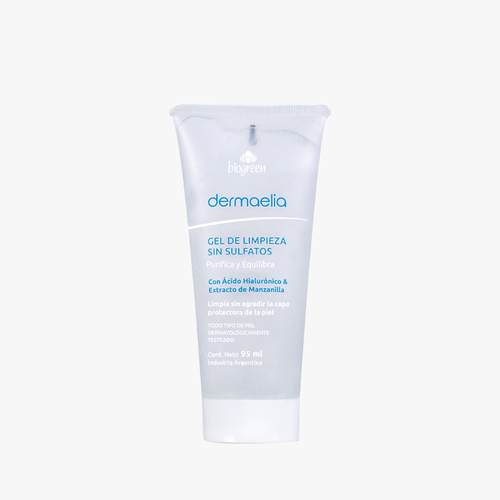 biogreen
dermaelia
GEL DE LIMPIEZA
SIN SULFATOS
Purifica y Equilibra
Con Ácido Hialurónico &
Extracto de Manzanilla
Limpia sin agredir la capa
protectora de la piel
TODO TIPO DE PIEL
DERMATOLÓGICAMENTE
TESTEADO
Cont. Neto 95 ml
Industria Argentina